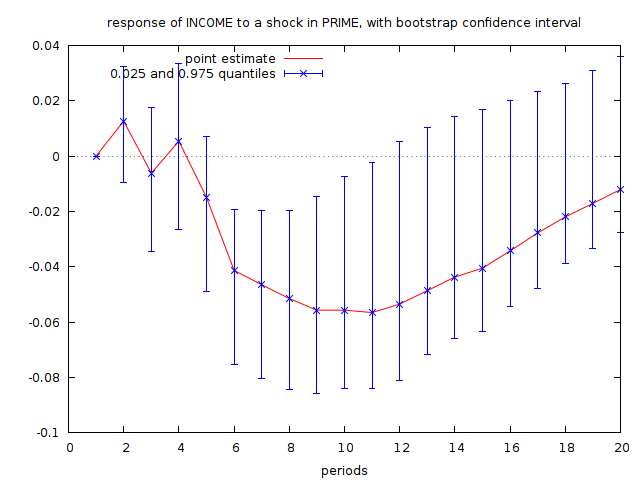 response of INCOME to a shock in PRIME, with bootstrap confidence interval
0.04
point estimate
0.025 and 0.975 quantiles
0.02
0
-0.02
-0.04
-0.06
-0.08
-0.1
0 2 4 6 8 10 12 14 16 18 20
periods